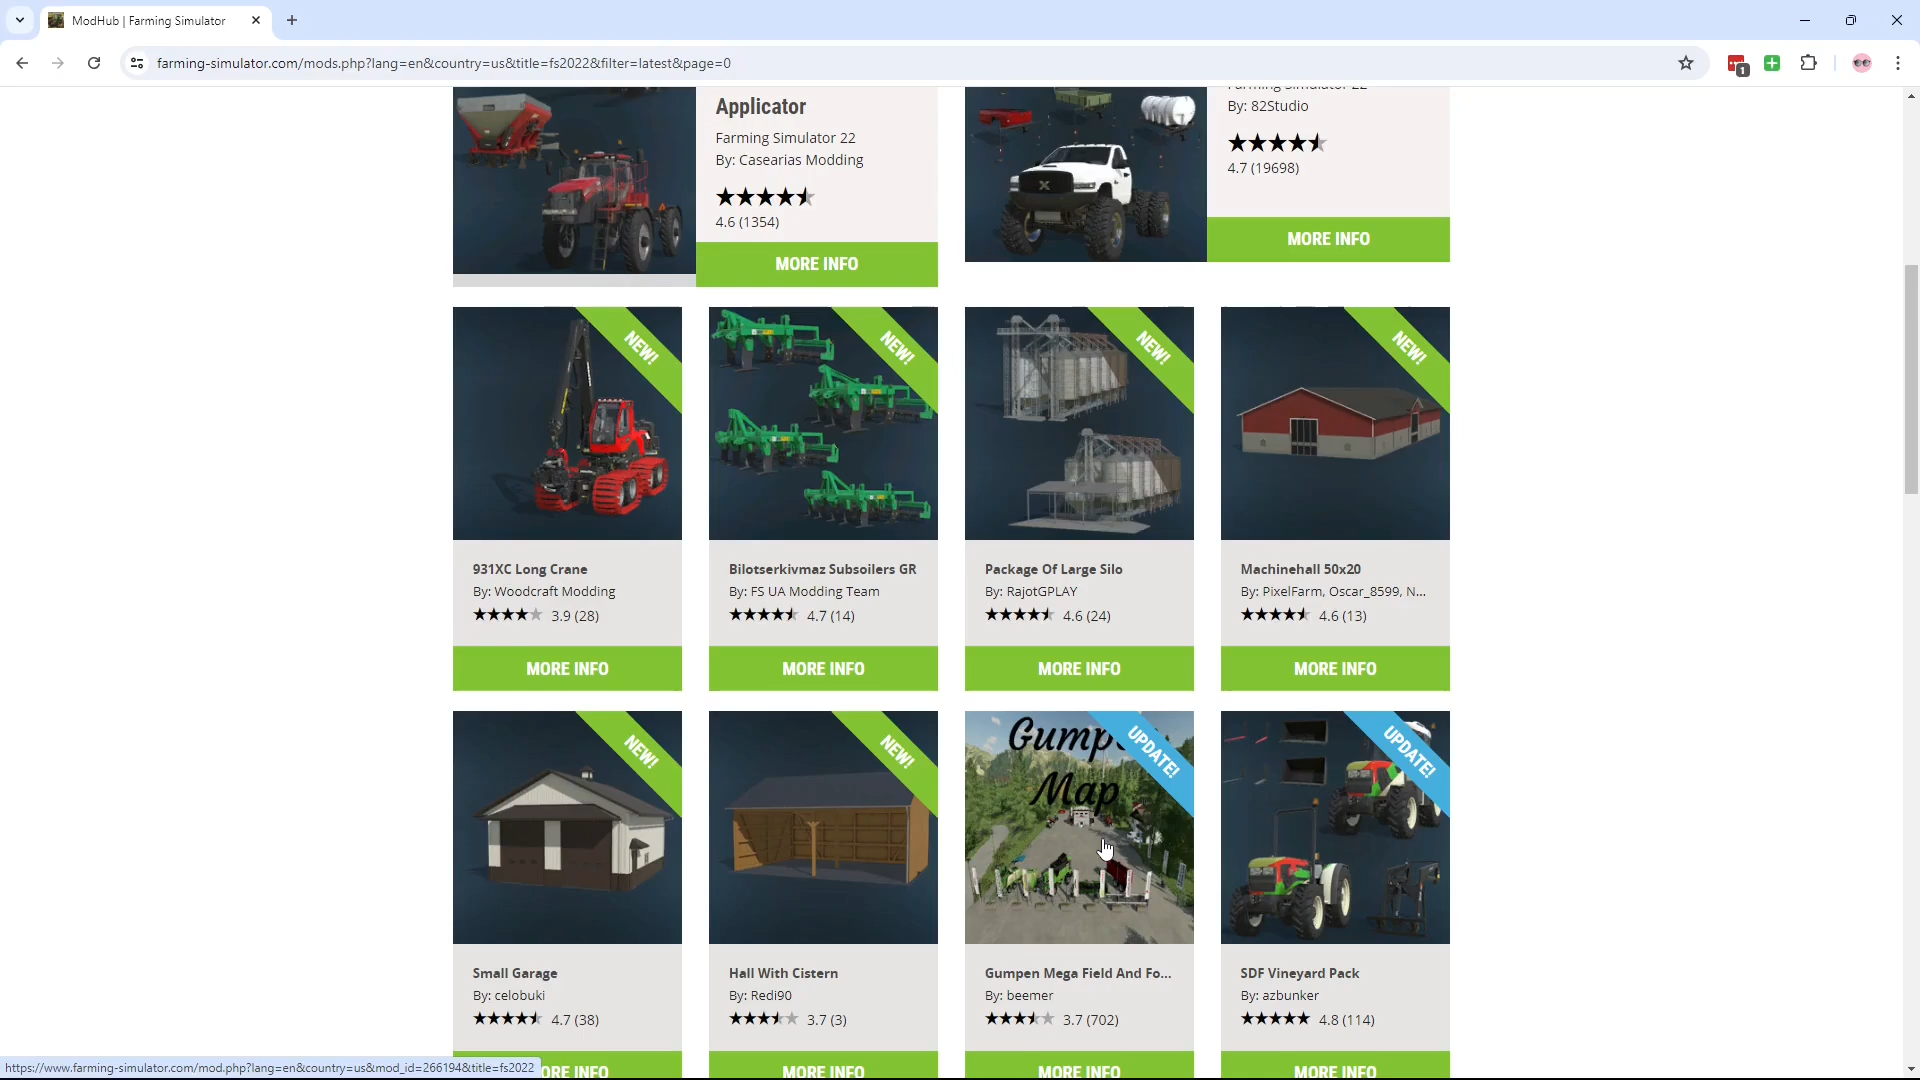 ModHub | Farming Simulator
farming-simulator.com/mods.php?lang=en&country=us&title=fs2022&filter=latest&page=0
1
Applicator
Farming Simulator 22
By: Casearias Modding
4.6 (1354)
MORE INFO
Farming Simulator 22
By: 82Studio
4.7 (19698)
MORE INFO
NEW!
931XC Long Crane
By: Woodcraft Modding
3.9 (28)
MORE INFO
NEW!
Bilotserkivmaz Subsoilers GR
By: FS UA Modding Team
4.7 (14)
MORE INFO
NEW!
Package Of Large Silo
By: RajotGPLAY
4.6 (24)
MORE INFO
NEW!
Machinehall 50x20
By: PixelFarm, Oscar_8599, N...
4.6 (13)
MORE INFO
NEW!
Small Garage
By: celobuki
4.7 (38)
ORE INFO
NEW!
Hall With Cistern
By: Redi90
3.7 (3)
MORE INFO
Gumpe
Map
UPDATE!
Gumpen Mega Field And Fo...
By: beemer
3.7 (702)
MORE INFO
UPDATE!
SDF Vineyard Pack
By: azbunker
4.8 (114)
MORE INFO
https://www.farming-simulator.com/mod.php?lang=en&country=us&mod_id=266194&title=fs2022